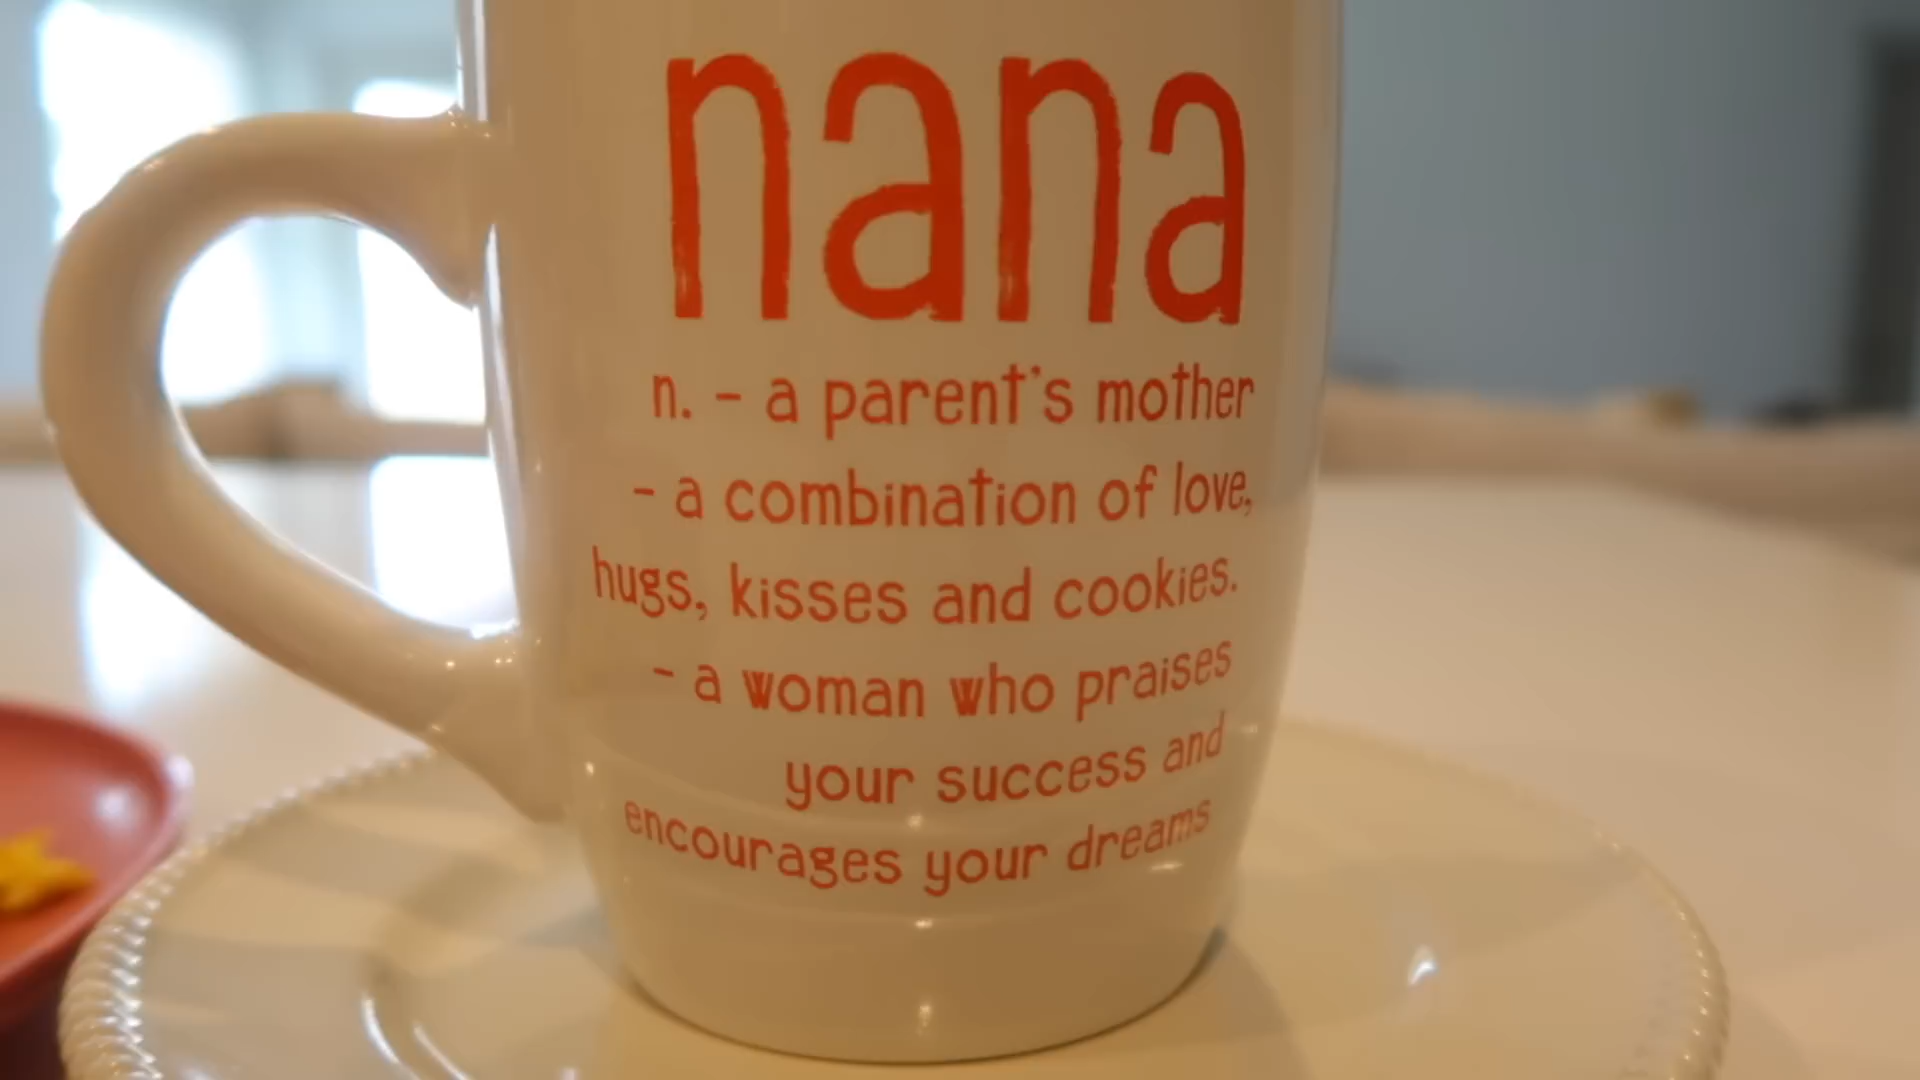 nana
n. - a parent's mother
- a combination of love,
hugs, kisses and cookies.
- a woman who praises
your success and
encourages your dreams